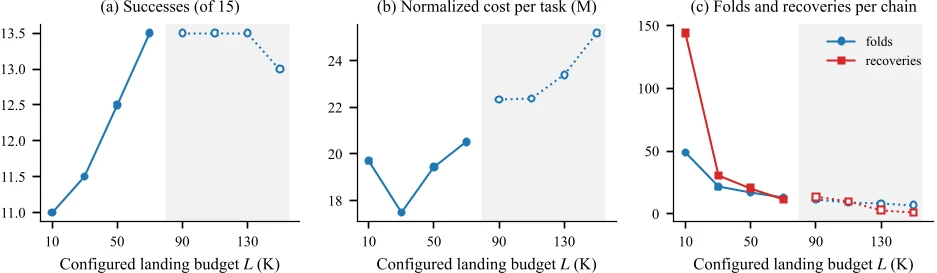 (a) Successes (of 15)
13.5
13.0
12.5
12.0
11.5
11.0
10 50 90 130
Configured landing budget L (K)
(b) Normalized cost per task (M)
24
22
20
18
10 50 90 130
Configured landing budget L (K)
(c) Folds and recoveries per chain
150
100
50
0
folds
recoveries
10 50 90 130
Configured landing budget L (K)